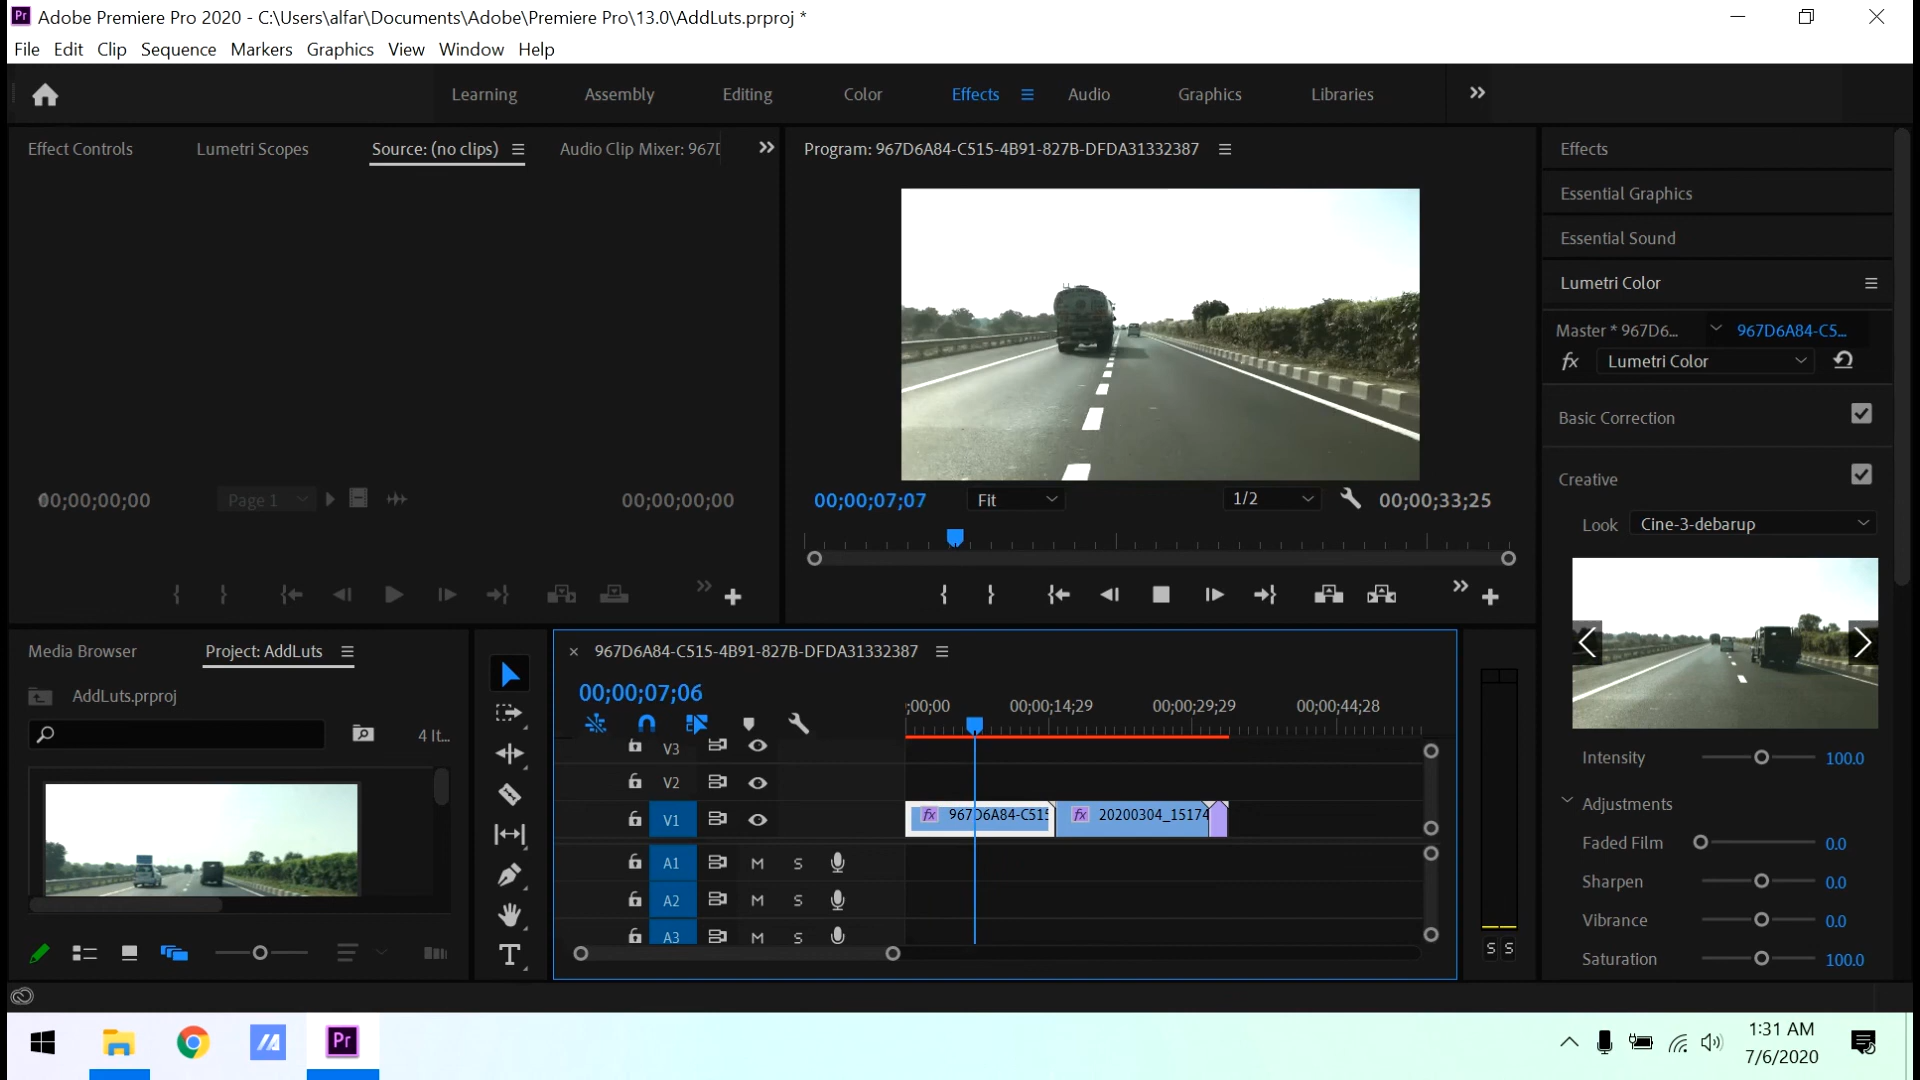 Pr Adobe Premiere Pro 2020 - C:\Users\alfar\Documents\Adobe\Premiere Pro\13.0\AddLuts.prproj *
File Edit Clip Sequence Markers Graphics View Window Help
Learning Assembly Editing Color Effects Audio Graphics Libraries
Effect Controls Lumetri Scopes Source: (no clips) Audio Clip Mixer: 967D
Program: 967D6A84-C515-4B91-827B-DFDA31332387
Effects
Essential Graphics
Essential Sound
Lumetri Color
Master * 967D6... 967D6A84-C5...
fx Lumetri Color
Basic Correction
Creative
Look Cine-3-debarup
Intensity 100.0
Adjustments
Faded Film 0.0
Sharpen 0.0
Vibrance 0.0
Saturation 100.0
00;00;00;00 Page 1 00;00;00;00
00;00;07;07 Fit 1/2 00;00;33;25
Media Browser Project: AddLuts
AddLuts.prproj
4 It...
967D6A84-C515-4B91-827B-DFDA31332387
00;00;07;06
;00;00 00;00;14;29 00;00;29;29 00;00;44;28
V3
V2
V1 fx 967D6A84-C515 fx 20200304_15174
A1 M S
A2 M S
A3 M S
T
S S
Pr
1:31 AM
7/6/2020